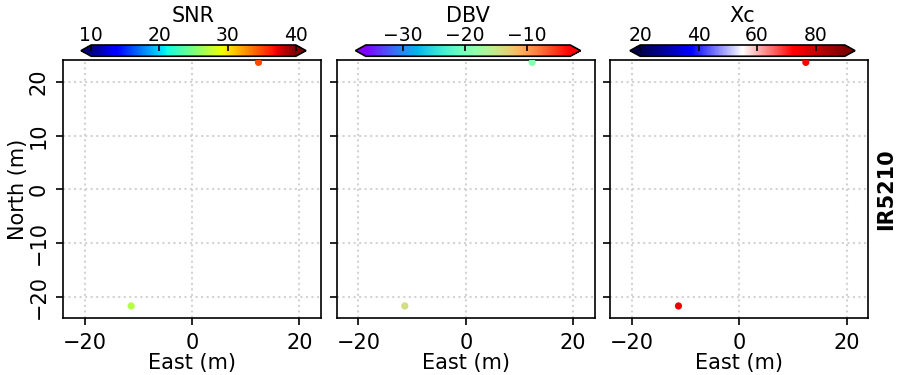 SNR DBV Xc
10 20 30 40 −30 −20 −10 20 40 60 80
North (m)
20
10
0
−10
−20
IR5210
−20 0 20 −20 0 20 −20 0 20
East (m) East (m) East (m)